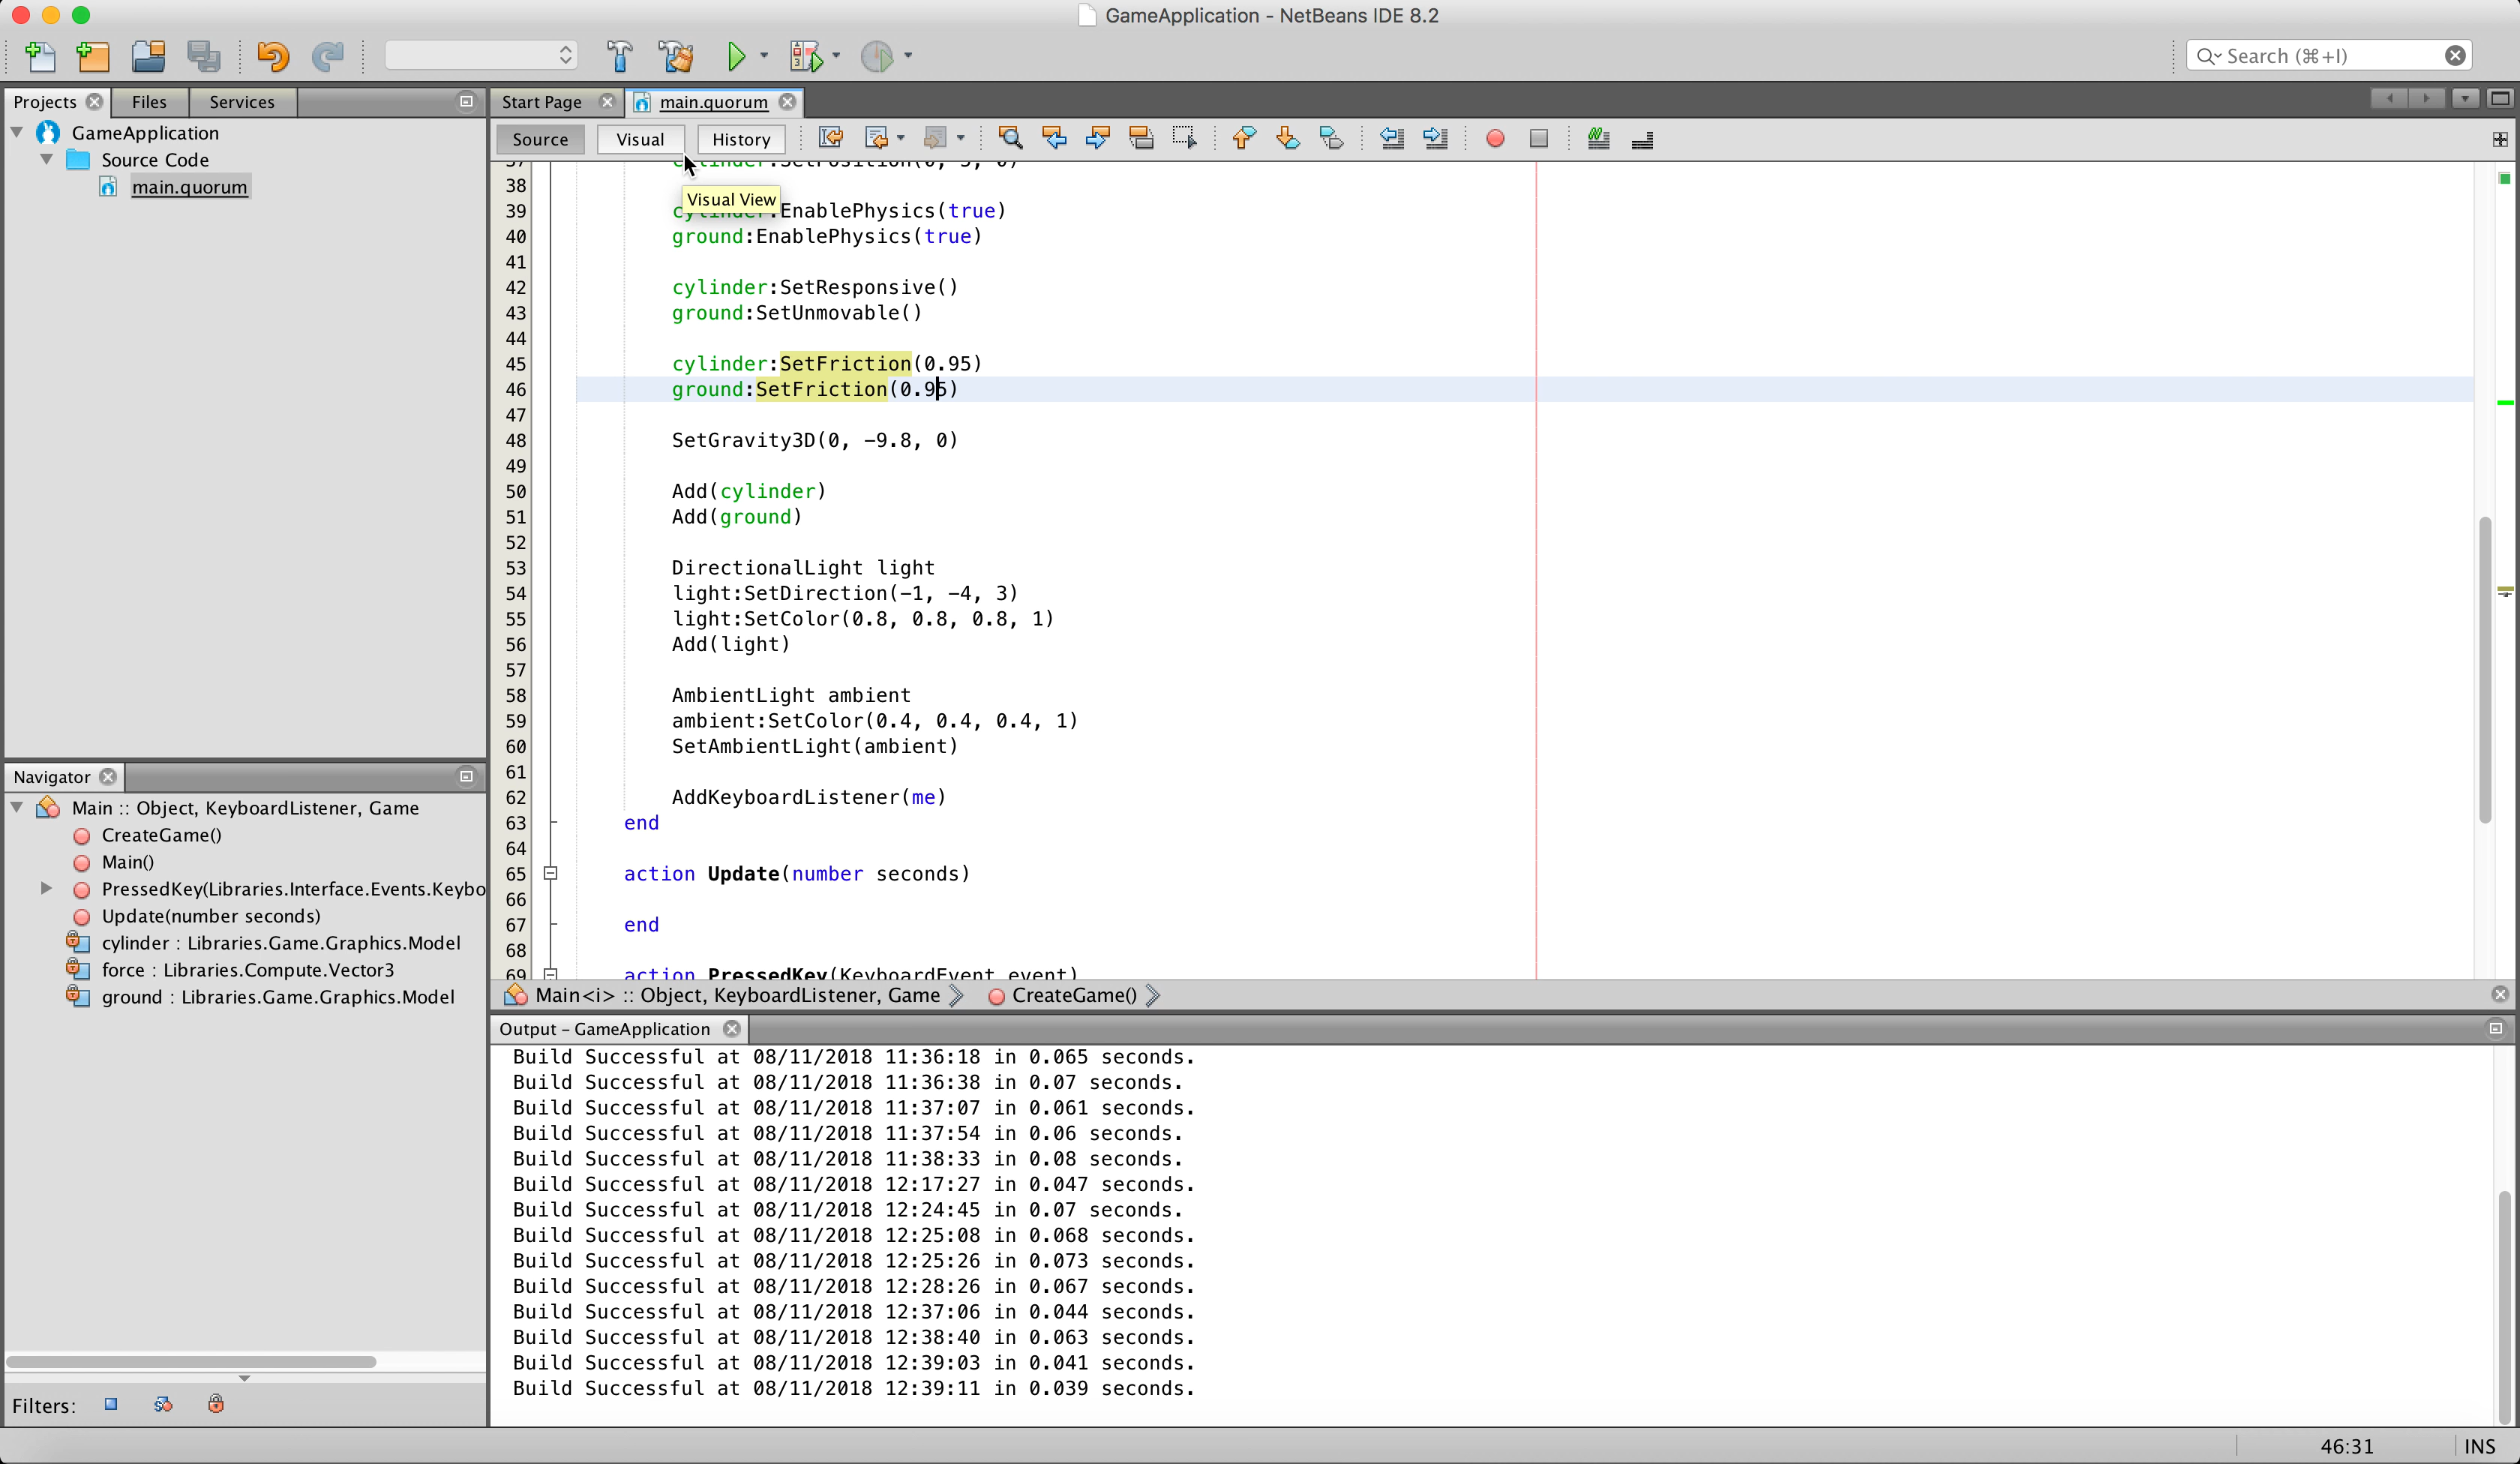 GameApplication - NetBeans IDE 8.2
Search (⌘+I)
Projects
Files
Services
GameApplication
Source Code
main.quorum
Start Page
main.quorum
Source
Visual
History
Visual View
37 cylinder:SetPosition(0, 5, 0)
38
39 cylinder:EnablePhysics(true)
40 ground:EnablePhysics(true)
41
42 cylinder:SetResponsive()
43 ground:SetUnmovable()
44
45 cylinder:SetFriction(0.95)
46 ground:SetFriction(0.95)
47
48 SetGravity3D(0, -9.8, 0)
49
50 Add(cylinder)
51 Add(ground)
52
53 DirectionalLight light
54 light:SetDirection(-1, -4, 3)
55 light:SetColor(0.8, 0.8, 0.8, 1)
56 Add(light)
57
58 AmbientLight ambient
59 ambient:SetColor(0.4, 0.4, 0.4, 1)
60 SetAmbientLight(ambient)
61
62 AddKeyboardListener(me)
63 end
64
65 action Update(number seconds)
66
67 end
68
69 action PressedKey(KeyboardEvent event)
Main<i> :: Object, KeyboardListener, Game
CreateGame()
Navigator
Main :: Object, KeyboardListener, Game
CreateGame()
Main()
PressedKey(Libraries.Interface.Events.Keybo
Update(number seconds)
cylinder : Libraries.Game.Graphics.Model
force : Libraries.Compute.Vector3
ground : Libraries.Game.Graphics.Model
Filters:
Output - GameApplication
Build Successful at 08/11/2018 11:36:18 in 0.065 seconds.
Build Successful at 08/11/2018 11:36:38 in 0.07 seconds.
Build Successful at 08/11/2018 11:37:07 in 0.061 seconds.
Build Successful at 08/11/2018 11:37:54 in 0.06 seconds.
Build Successful at 08/11/2018 11:38:33 in 0.08 seconds.
Build Successful at 08/11/2018 12:17:27 in 0.047 seconds.
Build Successful at 08/11/2018 12:24:45 in 0.07 seconds.
Build Successful at 08/11/2018 12:25:08 in 0.068 seconds.
Build Successful at 08/11/2018 12:25:26 in 0.073 seconds.
Build Successful at 08/11/2018 12:28:26 in 0.067 seconds.
Build Successful at 08/11/2018 12:37:06 in 0.044 seconds.
Build Successful at 08/11/2018 12:38:40 in 0.063 seconds.
Build Successful at 08/11/2018 12:39:03 in 0.041 seconds.
Build Successful at 08/11/2018 12:39:11 in 0.039 seconds.
46:31
INS